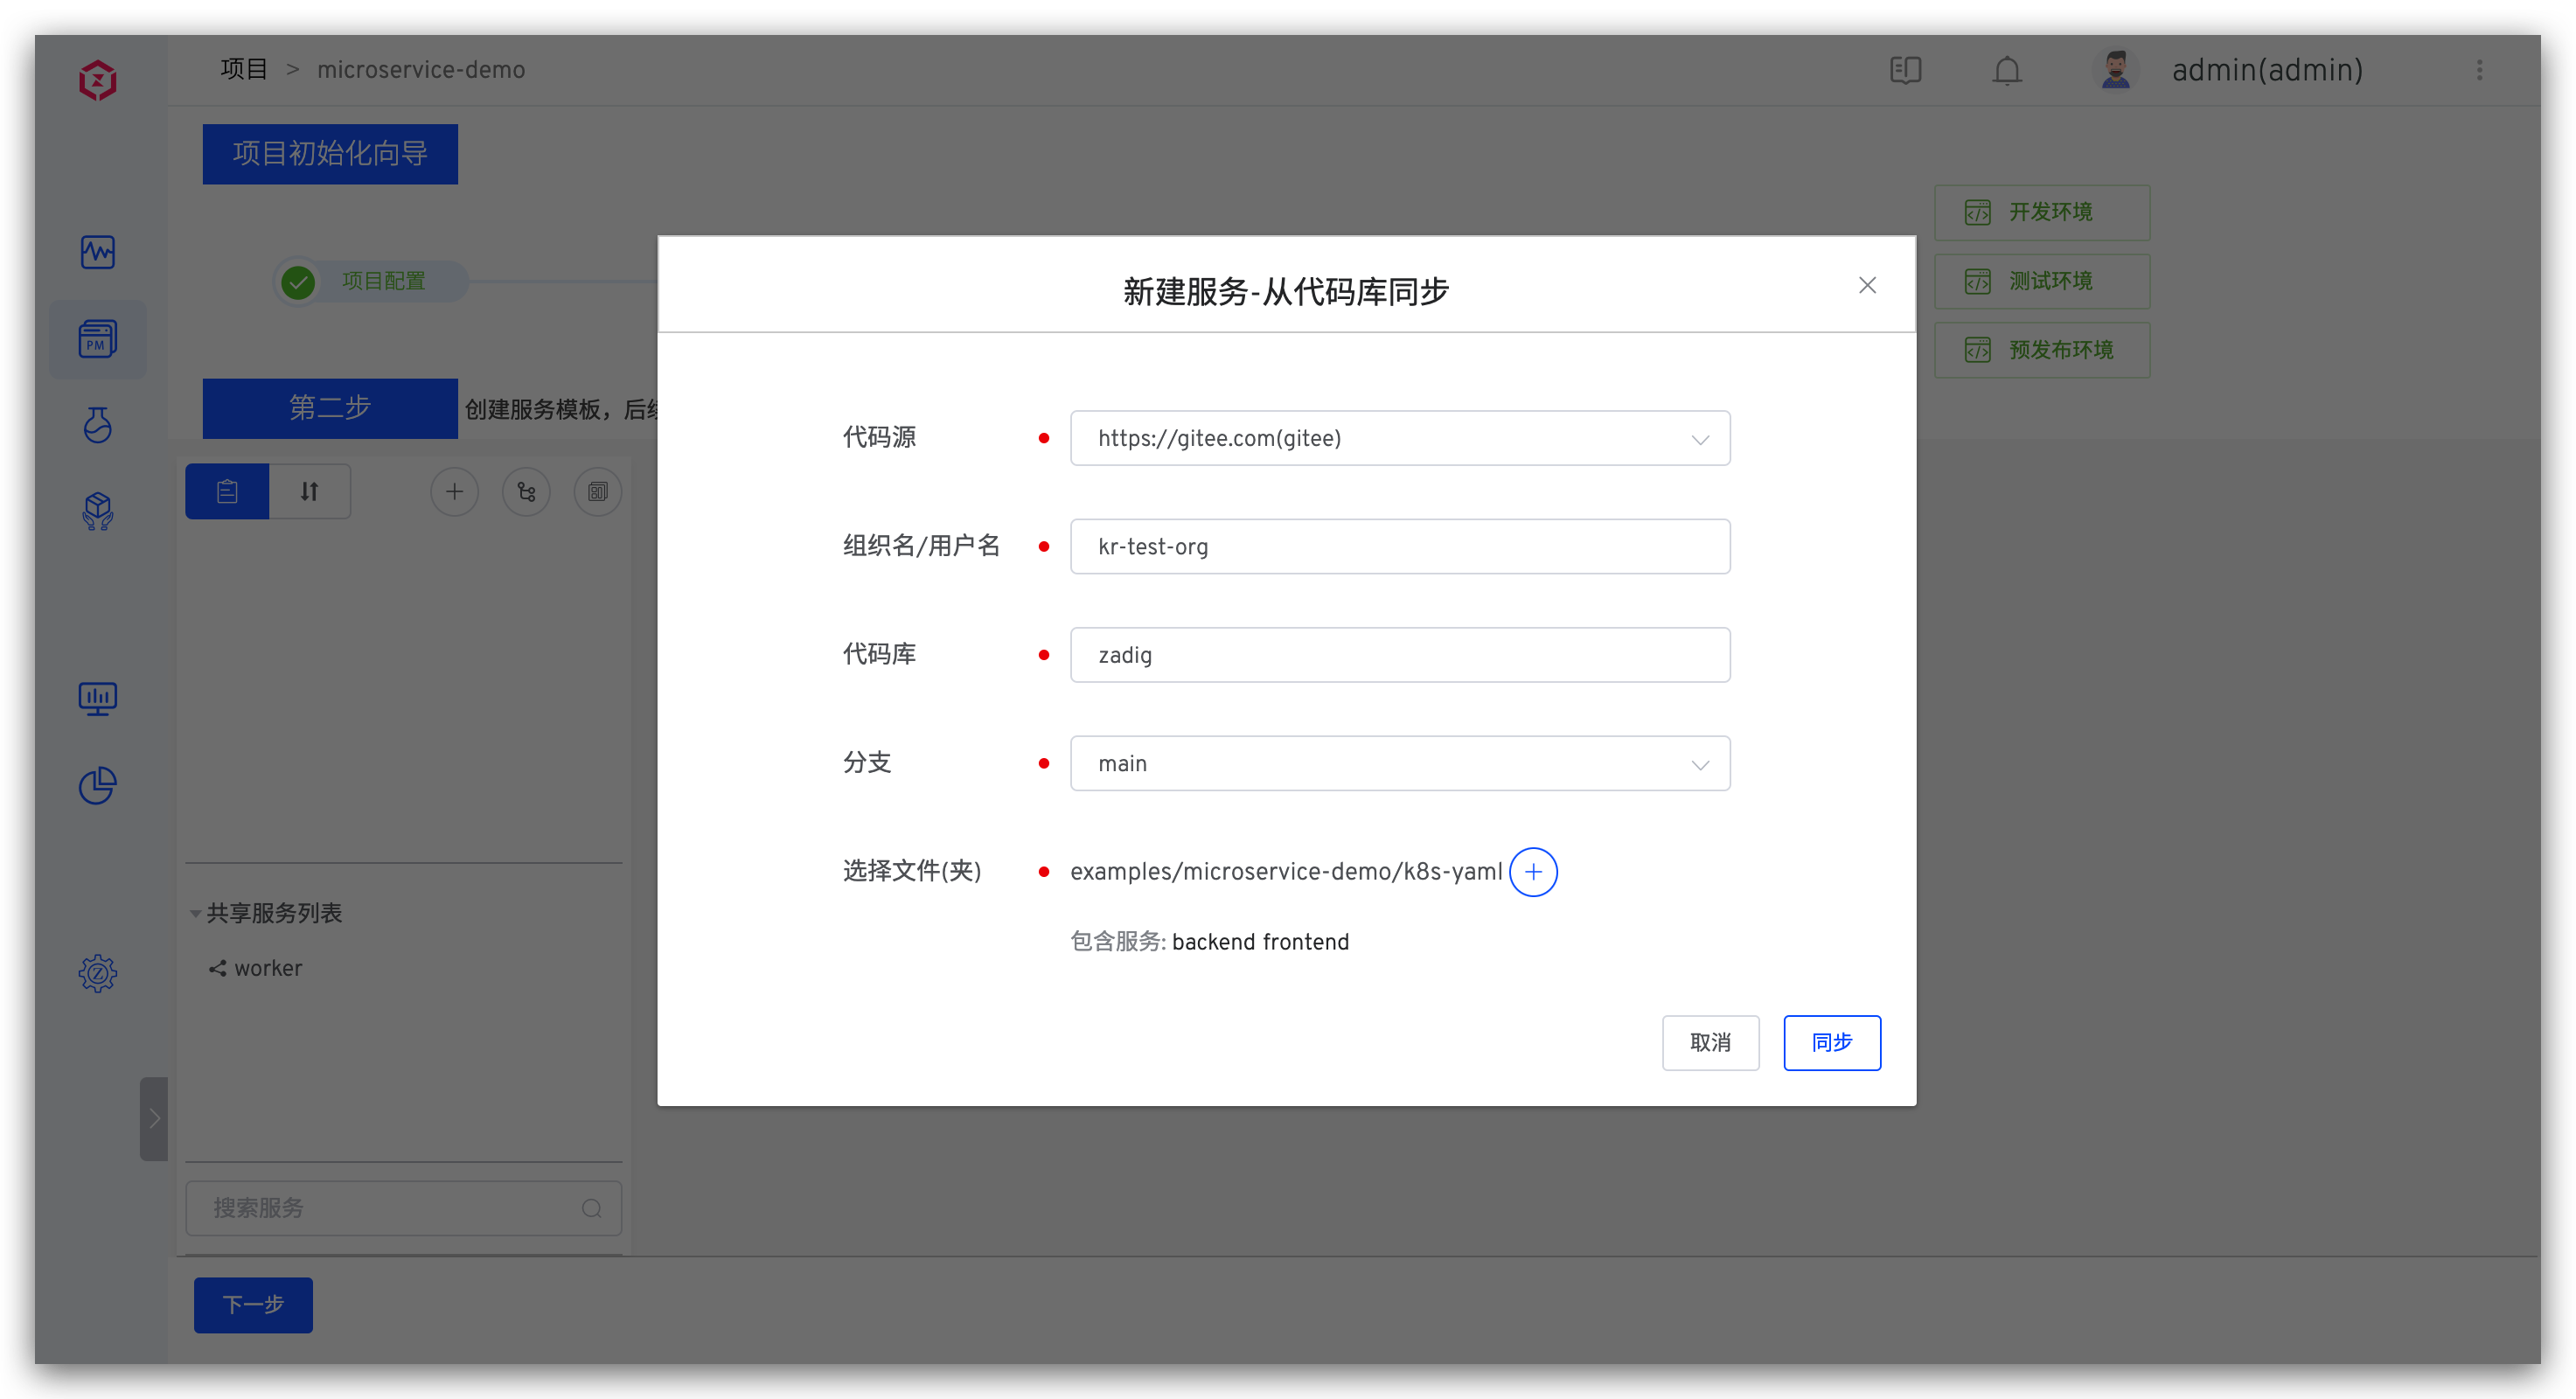 项目 > microservice-demo
admin(admin)
项目初始化向导
项目配置
开发环境
测试环境
预发布环境
PM
第二步
创建服务模板，后
新建服务-从代码库同步
代码源
https://gitee.com(gitee)
组织名/用户名
kr-test-org
代码库
zadig
分支
main
选择文件(夹)
examples/microservice-demo/k8s-yaml
包含服务: backend frontend
取消
同步
共享服务列表
worker
搜索服务
下一步